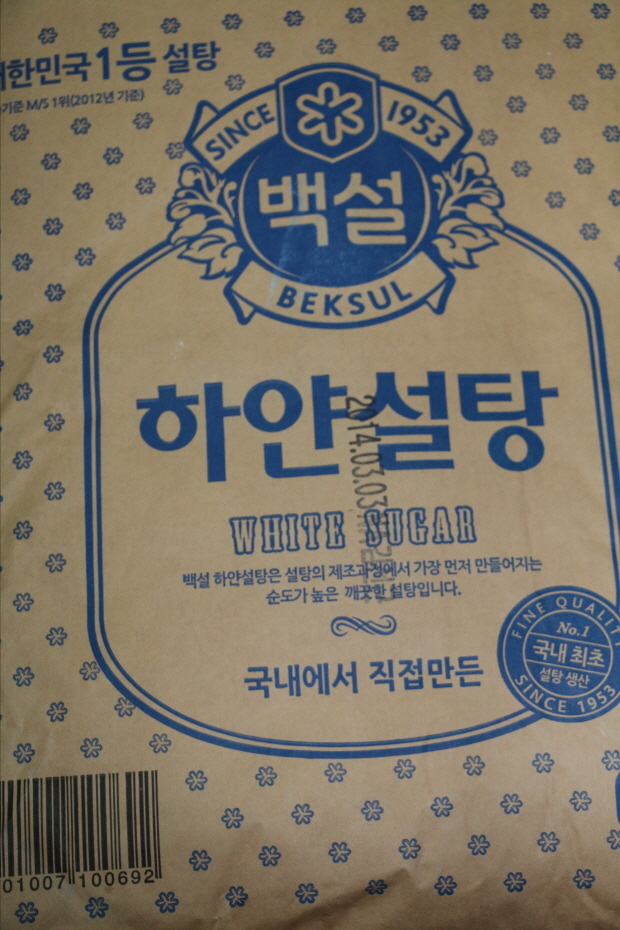 대한민국1등 설탕
기준 M/S 1위(2012년 기준)
SINCE 1953
백설
BEKSUL
하얀설탕
2014.03.03
WHITE SUGAR
백설 하얀설탕은 설탕의 제조과정에서 가장 먼저 만들어지는
순도가 높은 깨끗한 설탕입니다.
국내에서 직접만든
FINE QUALITY
No.1
국내 최초
설탕 생산
SINCE 1953
01007 100692